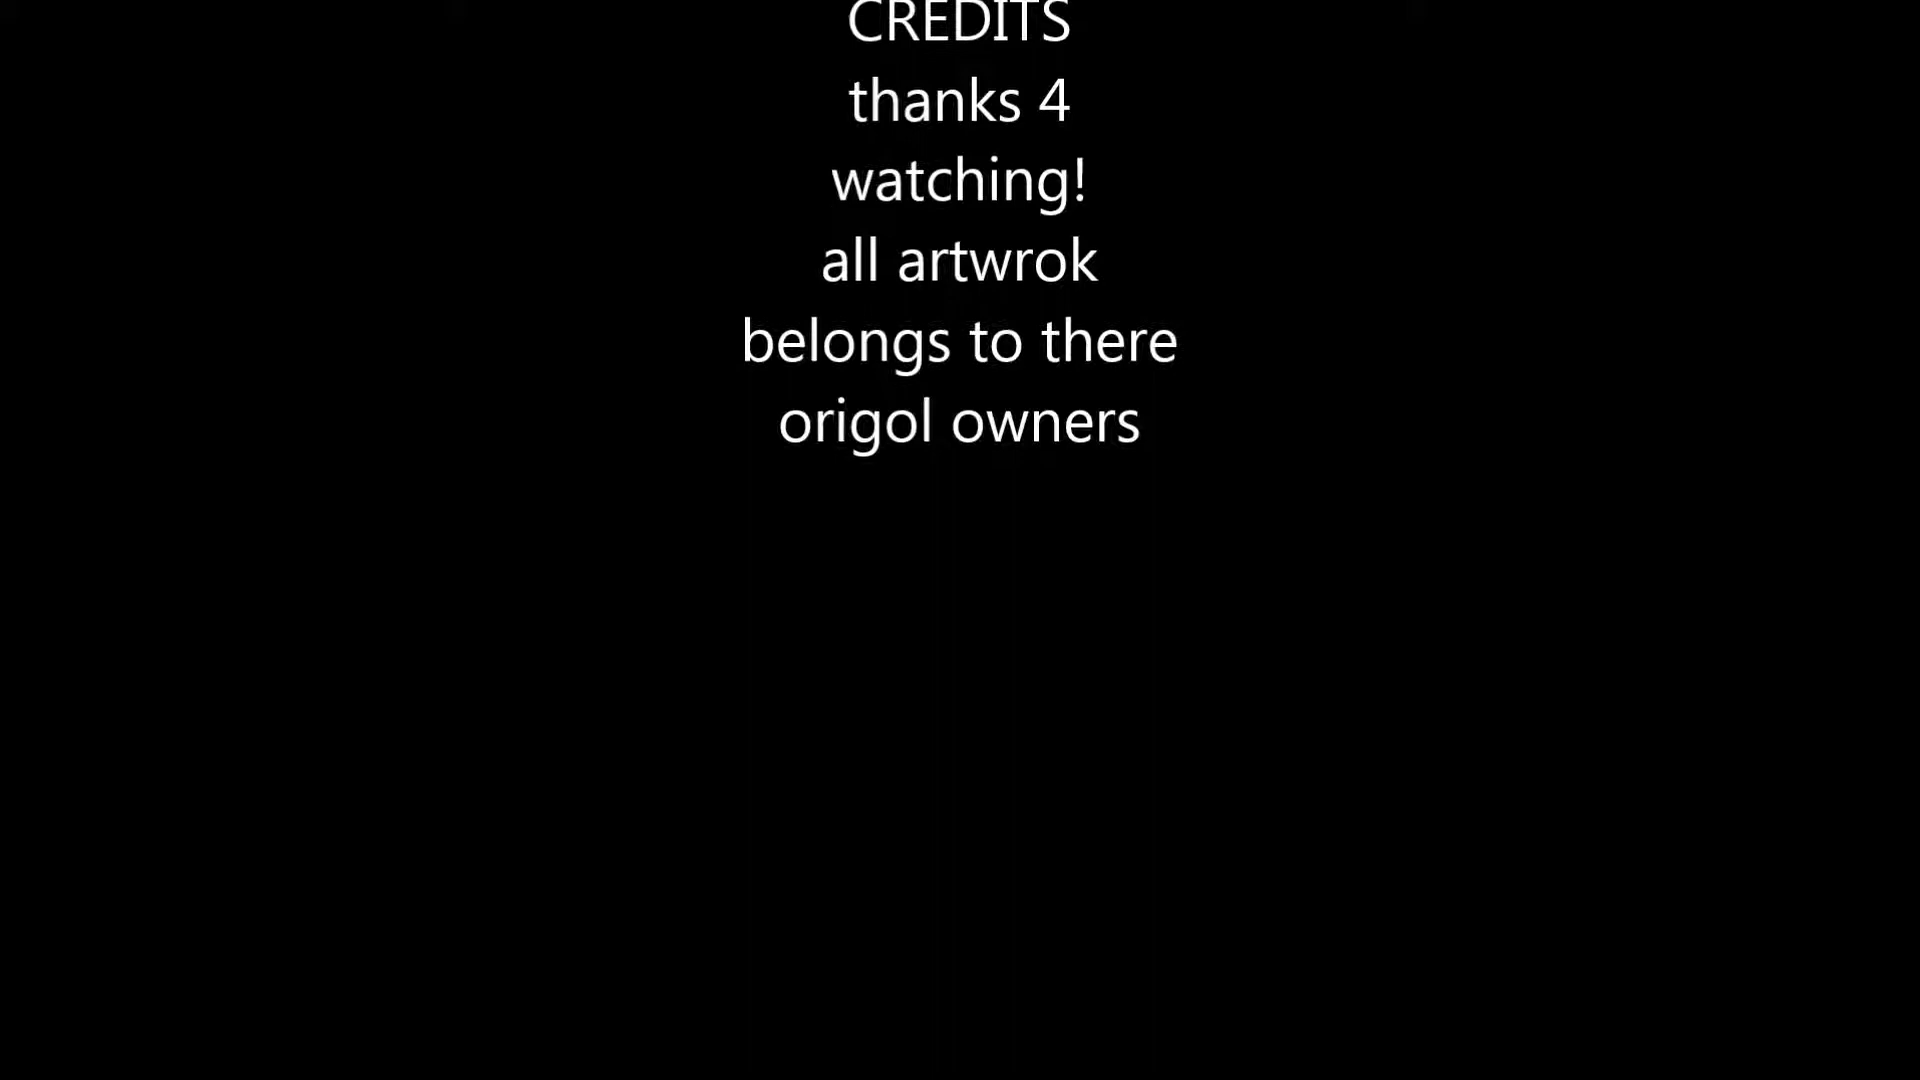 CREDITS
thanks 4
watching!
all artwrok
belongs to there
origol owners